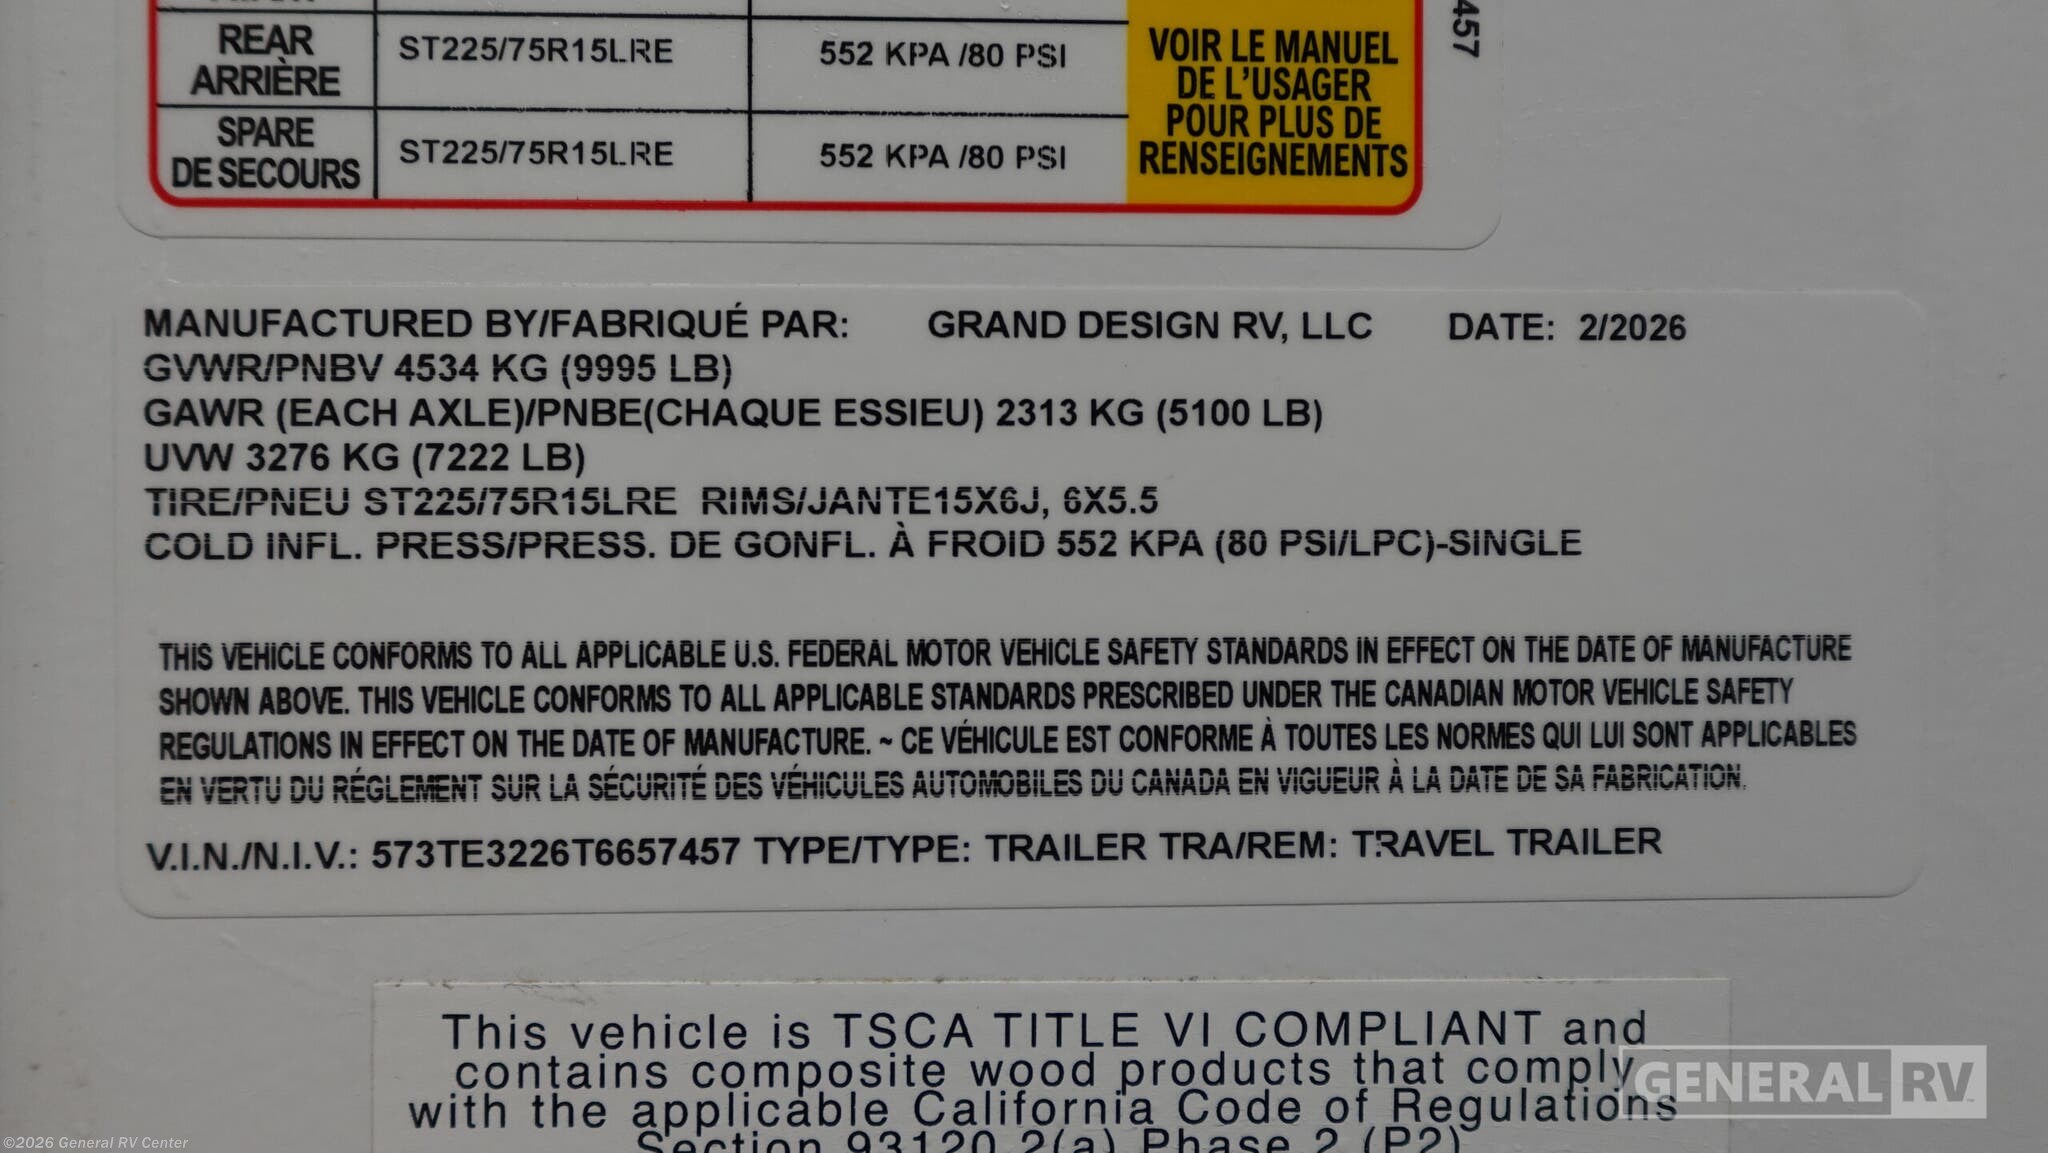 REAR
ARRIÈRE
ST225/75R15LRE
552 KPA /80 PSI
SPARE
DE SECOURS
ST225/75R15LRE
552 KPA /80 PSI
VOIR LE MANUEL
DE L'USAGER
POUR PLUS DE
RENSEIGNEMENTS
457
MANUFACTURED BY/FABRIQUÉ PAR: GRAND DESIGN RV, LLC DATE: 2/2026
GVWR/PNBV 4534 KG (9995 LB)
GAWR (EACH AXLE)/PNBE(CHAQUE ESSIEU) 2313 KG (5100 LB)
UVW 3276 KG (7222 LB)
TIRE/PNEU ST225/75R15LRE RIMS/JANTE15X6J, 6X5.5
COLD INFL. PRESS/PRESS. DE GONFL. À FROID 552 KPA (80 PSI/LPC)-SINGLE
THIS VEHICLE CONFORMS TO ALL APPLICABLE U.S. FEDERAL MOTOR VEHICLE SAFETY STANDARDS IN EFFECT ON THE DATE OF MANUFACTURE
SHOWN ABOVE. THIS VEHICLE CONFORMS TO ALL APPLICABLE STANDARDS PRESCRIBED UNDER THE CANADIAN MOTOR VEHICLE SAFETY
REGULATIONS IN EFFECT ON THE DATE OF MANUFACTURE. ~ CE VÉHICULE EST CONFORME À TOUTES LES NORMES QUI LUI SONT APPLICABLES
EN VERTU DU RÉGLEMENT SUR LA SÉCURITÉ DES VÉHICULES AUTOMOBILES DU CANADA EN VIGUEUR À LA DATE DE SA FABRICATION.
V.I.N./N.I.V.: 573TE3226T6657457 TYPE/TYPE: TRAILER TRA/REM: TRAVEL TRAILER
This vehicle is TSCA TITLE VI COMPLIANT and
contains composite wood products that comply
with the applicable California Code of Regulations
Section 93120.2(a) Phase 2 (P2)
GENERAL RV
©2026 General RV Center